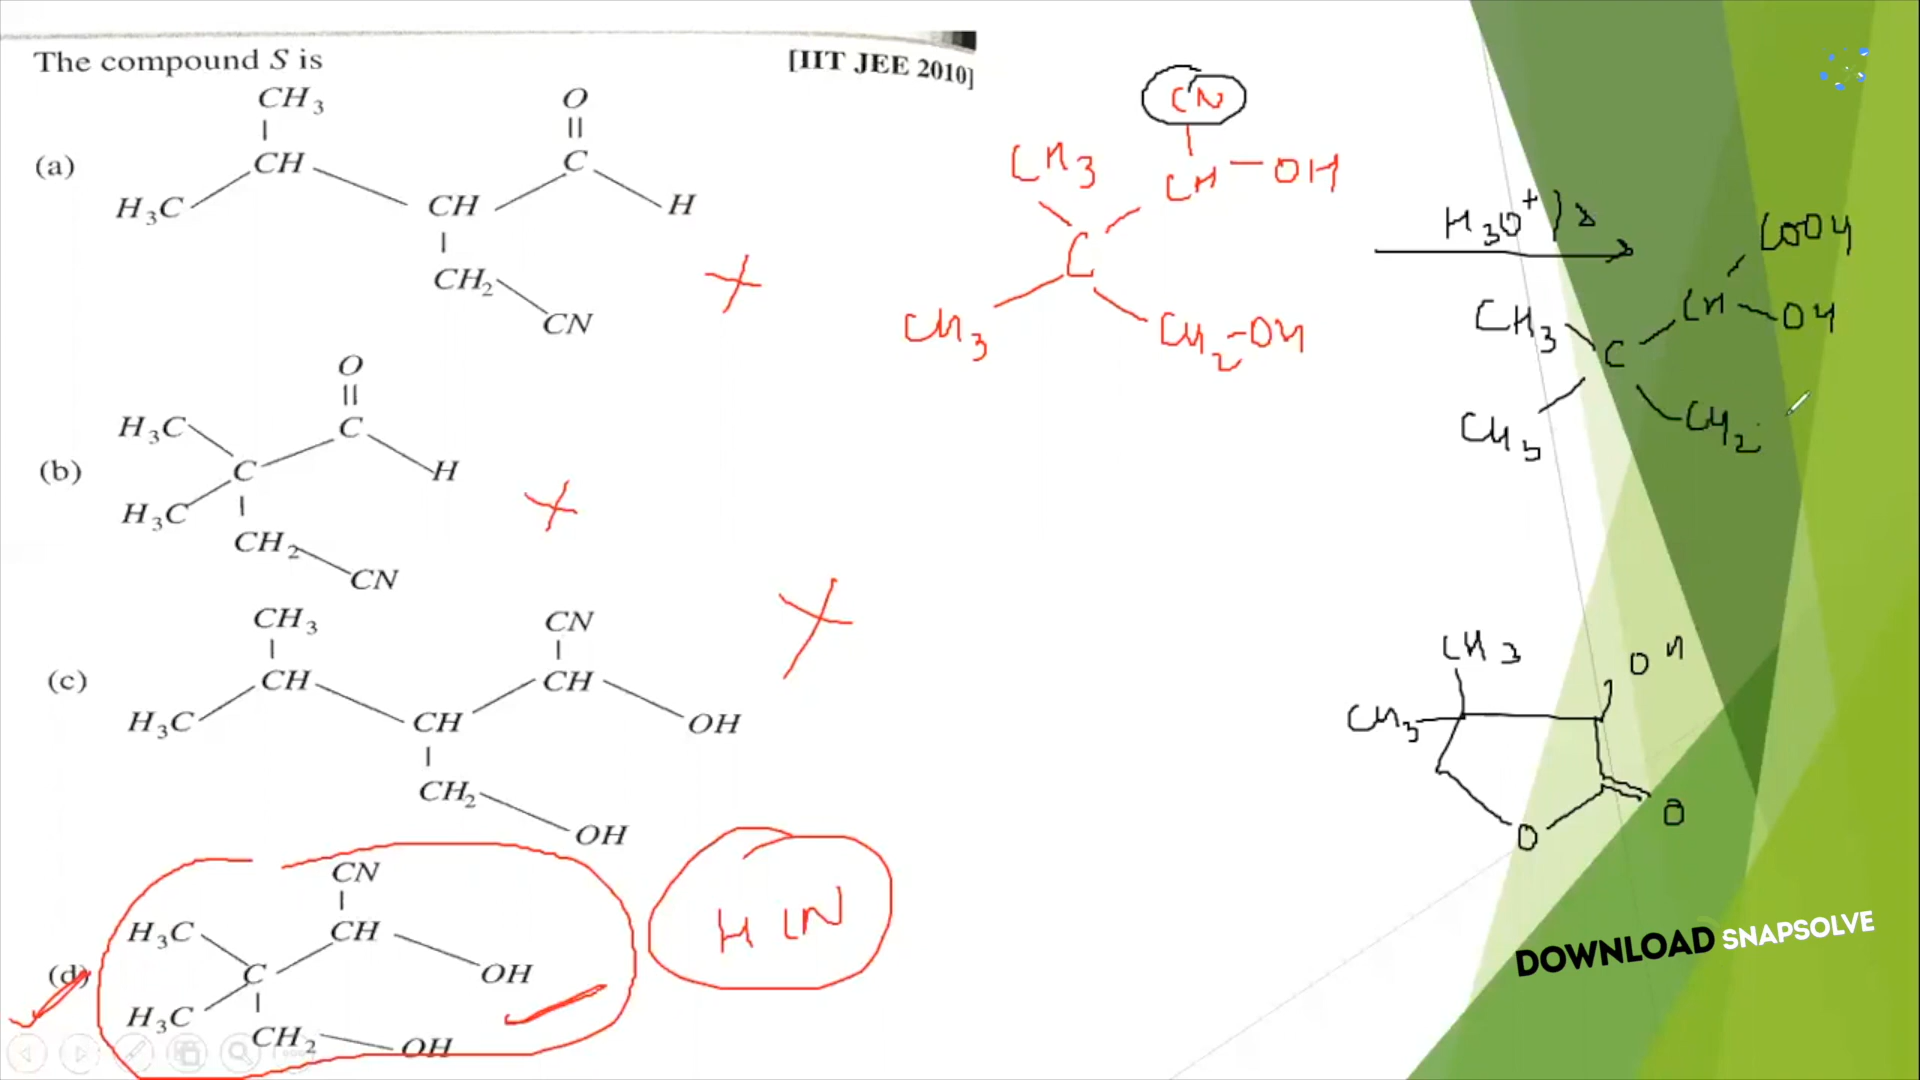 The compound S is [IIT JEE 2010]
(a)
CH3
CH
H3C
CH
O
C
H
CH2
CN
(b)
O
H3C
C
C
H
H3C
CH2
CN
(c)
CH3
CN
CH
CH
H3C
CH
OH
CH2
OH
(d)
CN
H3C
CH
C
OH
H3C
CH2
OH
HCN
CN
CH3
CH-OH
C
CH3
CH2-OH
H3O+/Δ
COOH
CH3
CH
OH
C
CH3
CH2
CH3
OH
CH3
O
O
DOWNLOAD SNAPSOLVE